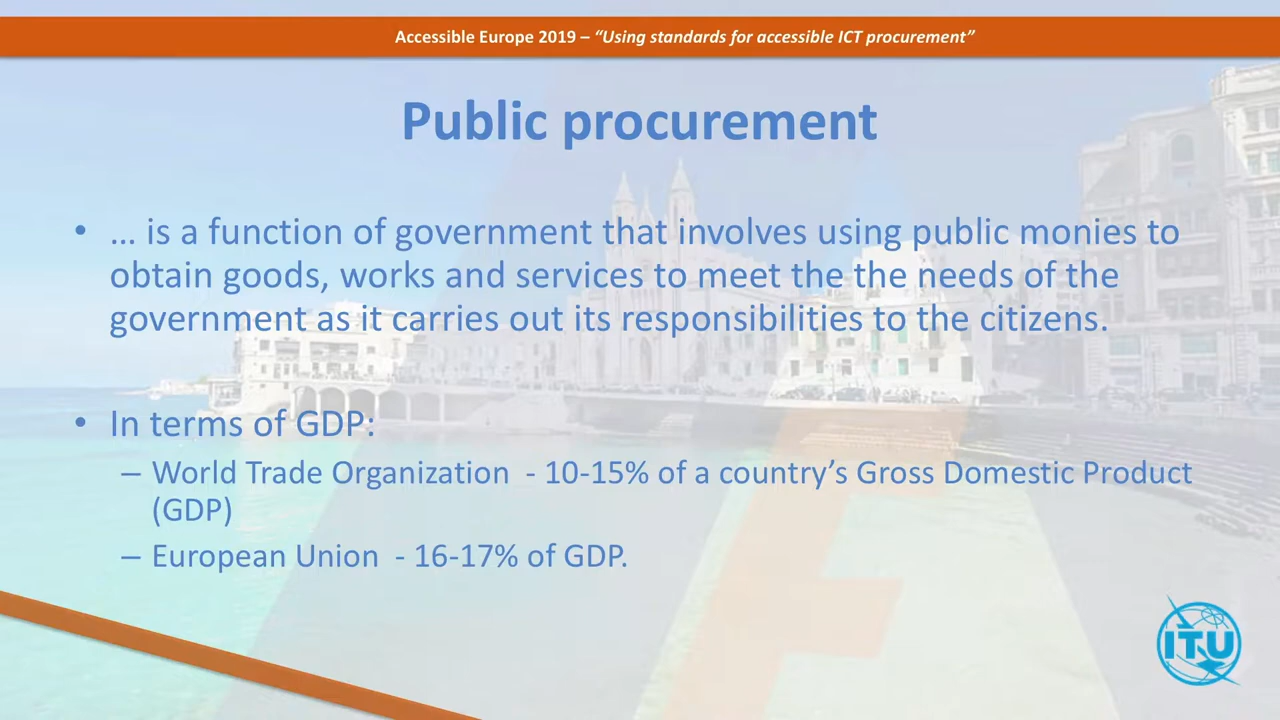 Accessible Europe 2019 – “Using standards for accessible ICT procurement”
Public procurement
• … is a function of government that involves using public monies to
obtain goods, works and services to meet the the needs of the
government as it carries out its responsibilities to the citizens.
• In terms of GDP:
– World Trade Organization - 10-15% of a country’s Gross Domestic Product
(GDP)
– European Union - 16-17% of GDP.
ITU